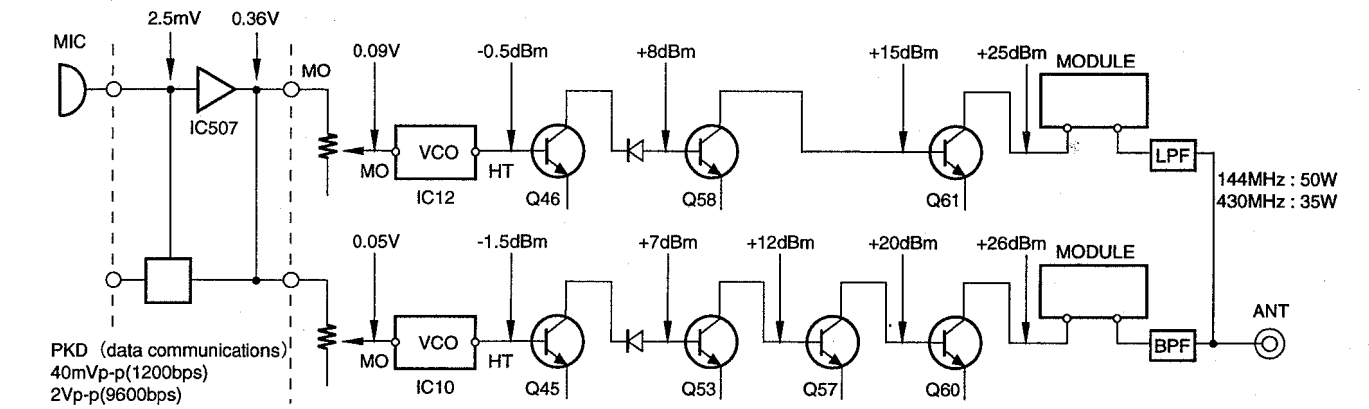 2.5mV 0.36V
MIC
IC507
MO
0.09V -0.5dBm +8dBm +15dBm +25dBm MODULE
MO VCO HT
IC12 Q46 Q58 Q61
LPF
144MHz : 50W
430MHz : 35W
0.05V -1.5dBm +7dBm +12dBm +20dBm +26dBm MODULE
MO VCO HT
IC10 Q45 Q53 Q57 Q60
BPF
ANT
PKD (data communications)
40mVp-p(1200bps)
2Vp-p(9600bps)